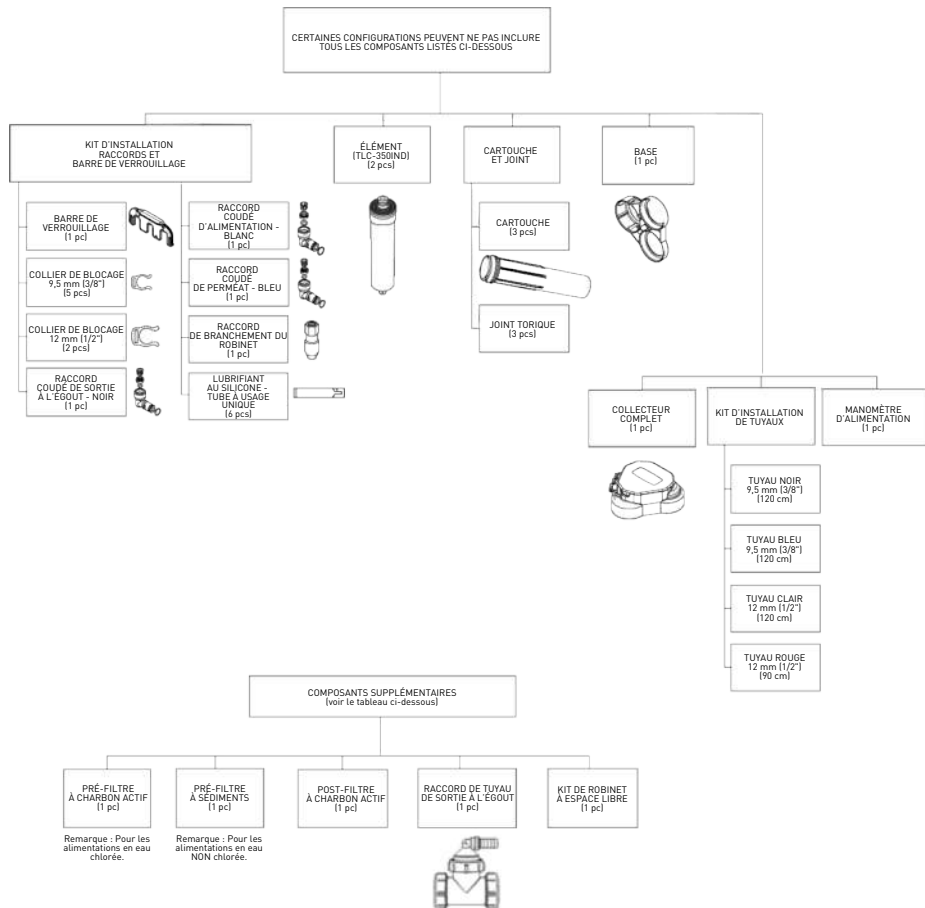 CERTAINES CONFIGURATIONS PEUVENT NE PAS INCLURE
TOUS LES COMPOSANTS LISTÉS CI-DESSOUS
KIT D'INSTALLATION
RACCORDS ET
BARRE DE VERROUILLAGE
ÉLÉMENT
(TLC-350IND)
(2 pcs)
CARTOUCHE
ET JOINT
BASE
(1 pc)
BARRE DE
VERROUILLAGE
(1 pc)
COLLIER DE BLOCAGE
9,5 mm (3/8")
(5 pcs)
COLLIER DE BLOCAGE
12 mm (1/2")
(2 pcs)
RACCORD
COUDÉ DE SORTIE
À L'ÉGOUT - NOIR
(1 pc)
RACCORD
COUDÉ
D'ALIMENTATION -
BLANC
(1 pc)
RACCORD
COUDÉ
DE PERMÉAT - BLEU
(1 pc)
RACCORD
DE BRANCHEMENT DU
ROBINET
(1 pc)
LUBRIFIANT
AU SILICONE -
TUBE À USAGE
UNIQUE
(6 pcs)
CARTOUCHE
(3 pcs)
JOINT TORIQUE
(3 pcs)
COLLECTEUR
COMPLET
(1 pc)
KIT D'INSTALLATION
DE TUYAUX
MANOMÈTRE
D'ALIMENTATION
(1 pc)
TUYAU NOIR
9,5 mm (3/8")
(120 cm)
TUYAU BLEU
9,5 mm (3/8")
(120 cm)
TUYAU CLAIR
12 mm (1/2")
(120 cm)
TUYAU ROUGE
12 mm (1/2")
(90 cm)
COMPOSANTS SUPPLÉMENTAIRES
(voir le tableau ci-dessous)
PRÉ-FILTRE
À CHARBON ACTIF
(1 pc)
Remarque : Pour les
alimentations en eau
chlorée.
PRÉ-FILTRE
À SÉDIMENTS
(1 pc)
Remarque : Pour les
alimentations en eau
NON chlorée.
POST-FILTRE
À CHARBON ACTIF
(1 pc)
RACCORD DE TUYAU
DE SORTIE À L'ÉGOUT
(1 pc)
KIT DE ROBINET
À ESPACE LIBRE
(1 pc)